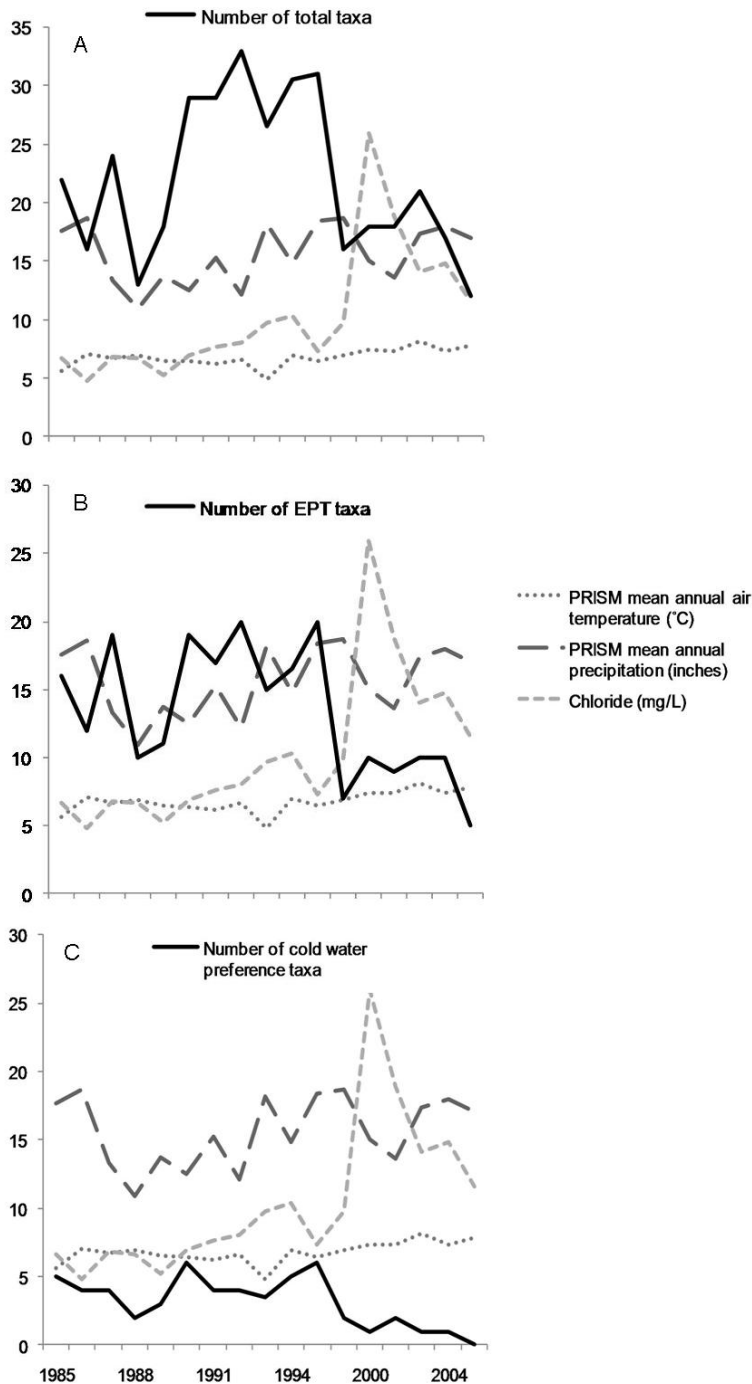 Number of total taxa
A
35
30
25
20
15
10
5
0
B
Number of EPT taxa
30
25
20
15
10
5
0
PRISM mean annual air
temperature (˚C)
PRISM mean annual
precipitation (inches)
Chloride (mg/L)
C
Number of cold water
preference taxa
30
25
20
15
10
5
0
1985 1988 1991 1994 2000 2004